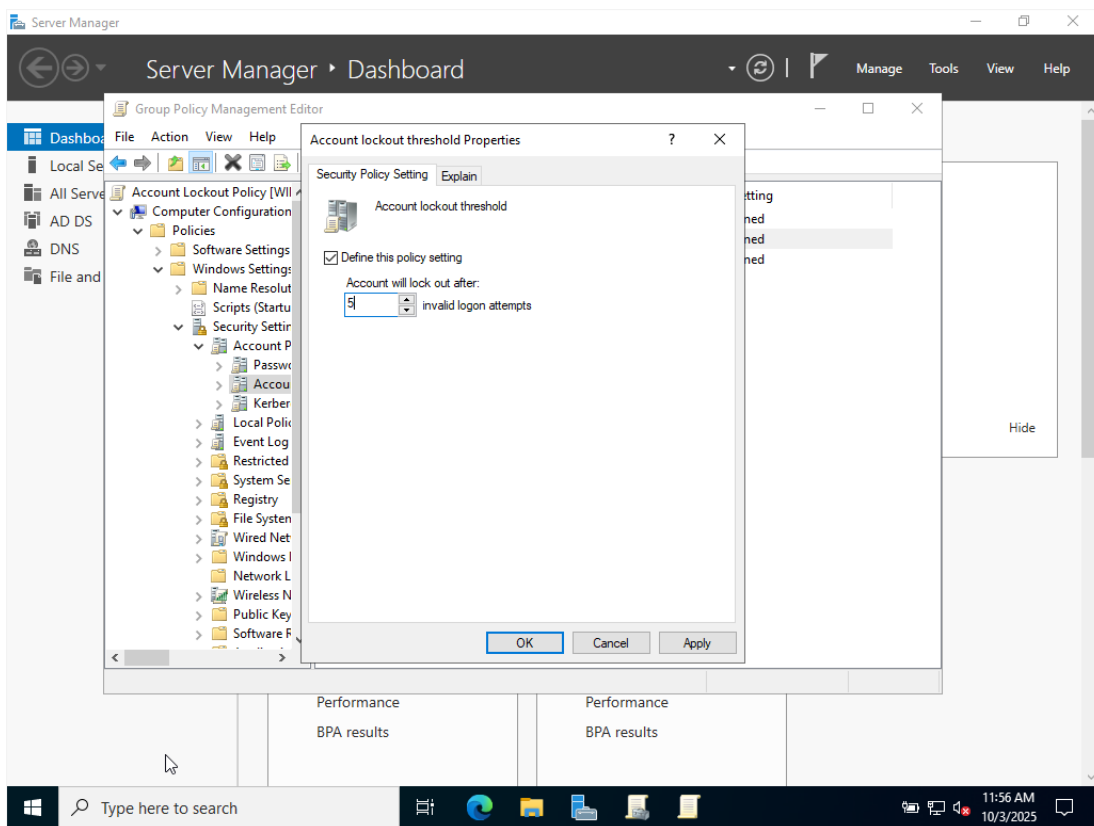 Server Manager
Server Manager • Dashboard
Manage Tools View Help
Dashboa
Local Se
All Serve
AD DS
DNS
File and
Group Policy Management Editor
File Action View Help
Account Lockout Policy [WI
Computer Configuration
Policies
Software Settings
Windows Settings
Name Resolut
Scripts (Startu
Security Settin
Account P
Passwo
Accou
Kerber
Local Polic
Event Log
Restricted
System Se
Registry
File System
Wired Net
Windows
Network L
Wireless N
Public Key
Software R
Account lockout threshold Properties
Security Policy Setting Explain
Account lockout threshold
Define this policy setting
Account will lock out after:
5 invalid logon attempts
OK Cancel Apply
etting
ned
ned
ned
Hide
Performance
BPA results
Performance
BPA results
Type here to search
11:56 AM
10/3/2025